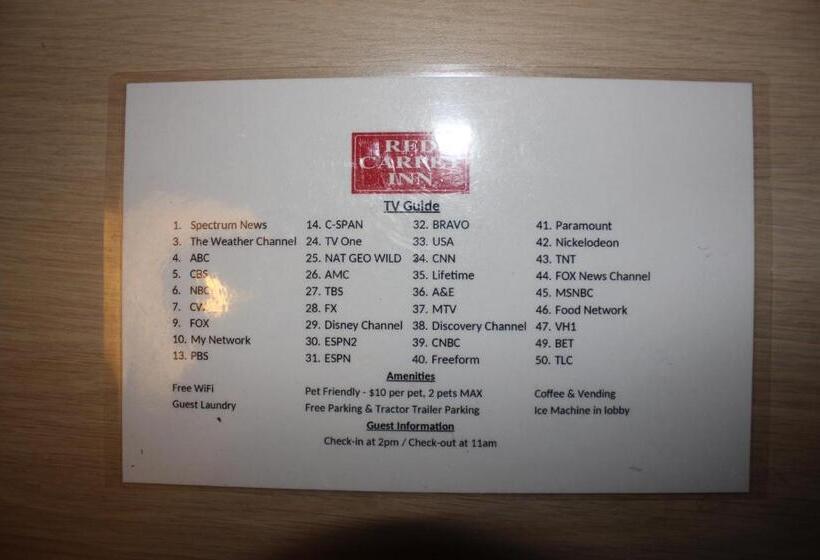 RED
CARPET
INN
TV Guide
1. Spectrum News 14. C-SPAN 32. BRAVO 41. Paramount
3. The Weather Channel 24. TV One 33. USA 42. Nickelodeon
4. ABC 25. NAT GEO WILD 34. CNN 43. TNT
5. CBS 26. AMC 35. Lifetime 44. FOX News Channel
6. NBC 27. TBS 36. A&E 45. MSNBC
7. 28. FX 37. MTV 46. Food Network
9. FOX 29. Disney Channel 38. Discovery Channel 47. VH1
10. My Network 30. ESPN2 39. CNBC 49. BET
13. PBS 31. ESPN 40. Freeform 50. TLC
Amenities
Free WiFi Pet Friendly - $10 per pet, 2 pets MAX Coffee & Vending
Guest Laundry Free Parking & Tractor Trailer Parking Ice Machine in lobby
Guest Information
Check-in at 2pm / Check-out at 11am